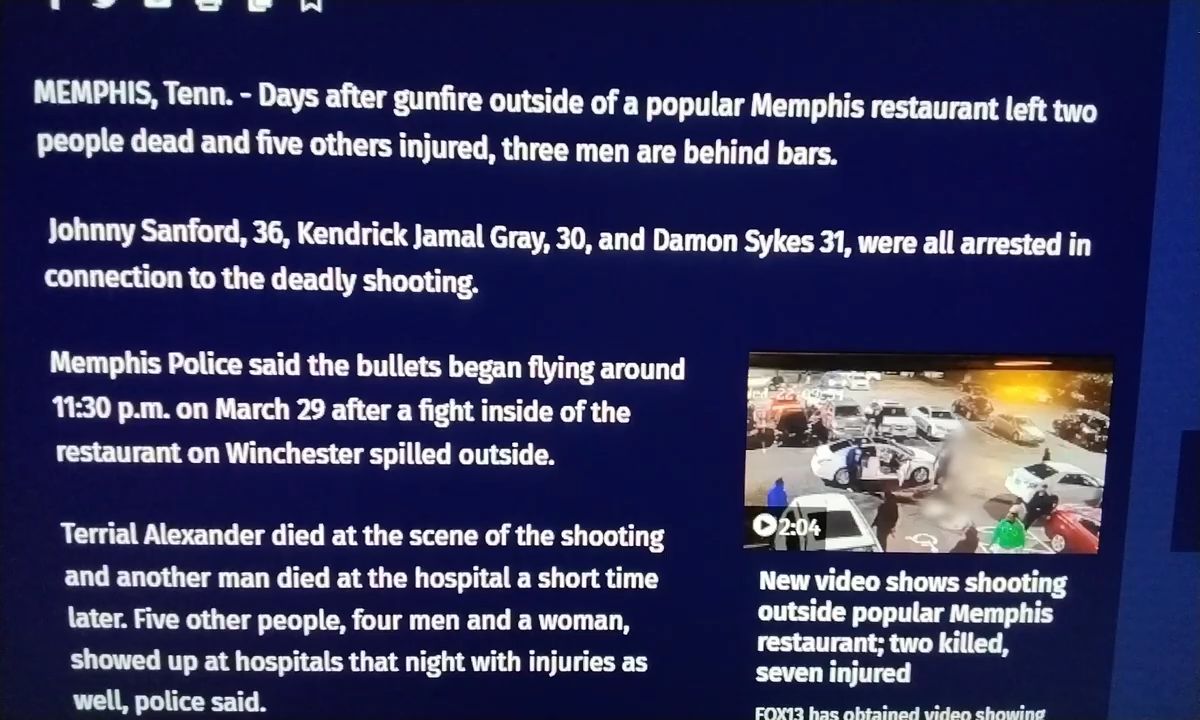 MEMPHIS, Tenn. - Days after gunfire outside of a popular Memphis restaurant left two
people dead and five others injured, three men are behind bars.
Johnny Sanford, 36, Kendrick Jamal Gray, 30, and Damon Sykes 31, were all arrested in
connection to the deadly shooting.
Memphis Police said the bullets began flying around
11:30 p.m. on March 29 after a fight inside of the
restaurant on Winchester spilled outside.
Terrial Alexander died at the scene of the shooting
and another man died at the hospital a short time
later. Five other people, four men and a woman,
showed up at hospitals that night with injuries as
well, police said.
2:04
New video shows shooting
outside popular Memphis
restaurant; two killed,
seven injured
FOX13 has obtained video showing